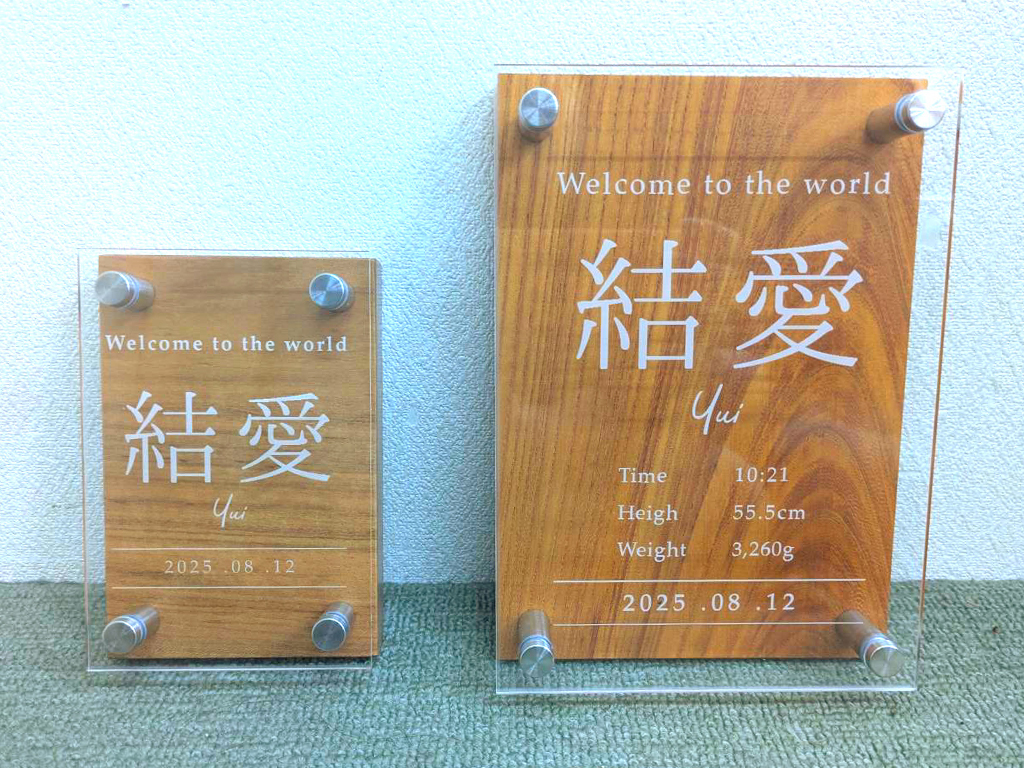 Welcome to the world
結愛
Yui
2025 .08 .12
Welcome to the world
結愛
Yui
Time 10:21
Heigh 55.5cm
Weight 3,260g
2025 .08 .12